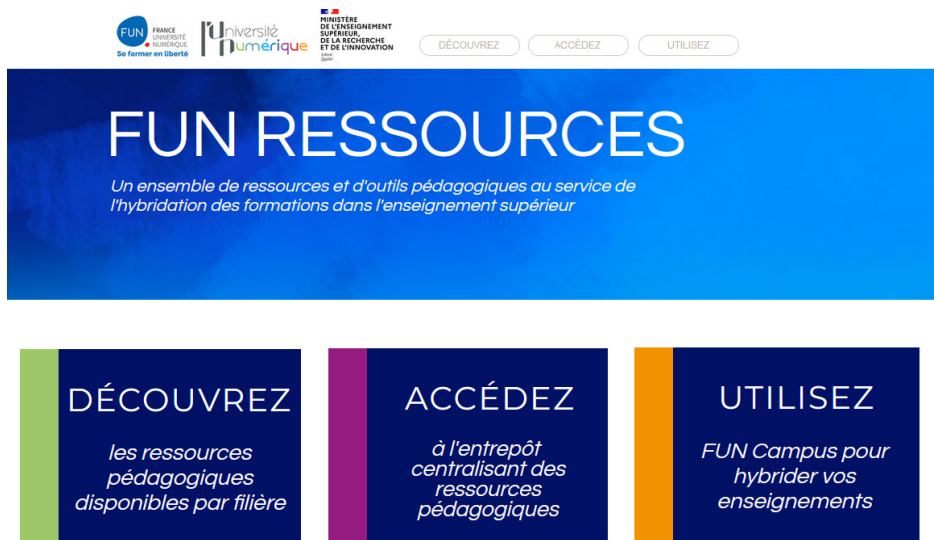 FUN
FRANCE
UNIVERSITÉ
NUMÉRIQUE
Se former en liberté
l'Université
numérique
MINISTÈRE
DE L'ENSEIGNEMENT
SUPÉRIEUR,
DE LA RECHERCHE
ET DE L'INNOVATION
Liberté
Égalité
DÉCOUVREZ
ACCÉDEZ
UTILISEZ
FUN RESSOURCES
Un ensemble de ressources et d'outils pédagogiques au service de
l'hybridation des formations dans l'enseignement supérieur
DÉCOUVREZ
les ressources
pédagogiques
disponibles par filière
ACCÉDEZ
à l'entrepôt
centralisant des
ressources
pédagogiques
UTILISEZ
FUN Campus pour
hybrider vos
enseignements